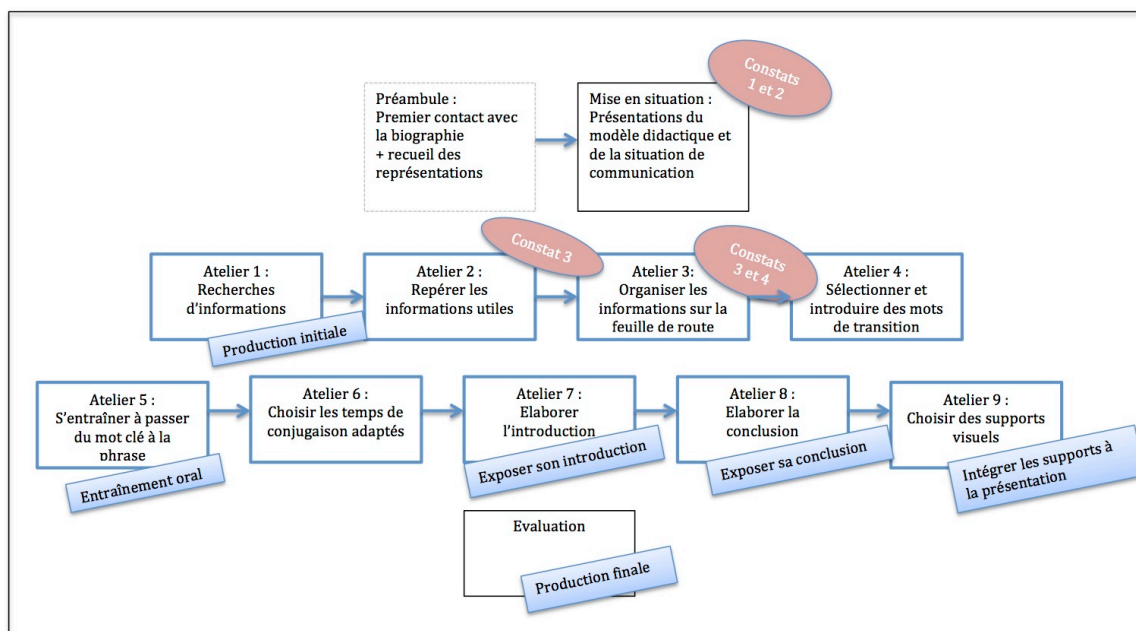 Constats
1 et 2
Préambule :
Premier contact avec
la biographie
+ recueil des
représentations
Mise en situation :
Présentations du
modèle didactique et
de la situation de
communication
Constat 3
Constats
3 et 4
Atelier 1 :
Recherches
d'informations
Production initiale
Atelier 2 :
Repérer les
informations utiles
Atelier 3:
Organiser les
informations sur la
feuille de route
Atelier 4 :
Sélectionner et
introduire des mots
de transition
Atelier 5 :
S'entraîner à passer
du mot clé à la
phrase
Entraînement oral
Atelier 6 :
Choisir les temps de
conjugaison adaptés
Atelier 7 :
Elaborer
l'introduction
Exposer son introduction
Atelier 8 :
Elaborer la
conclusion
Exposer sa conclusion
Atelier 9 :
Choisir des supports
visuels
Intégrer les supports à
la présentation
Evaluation
Production finale